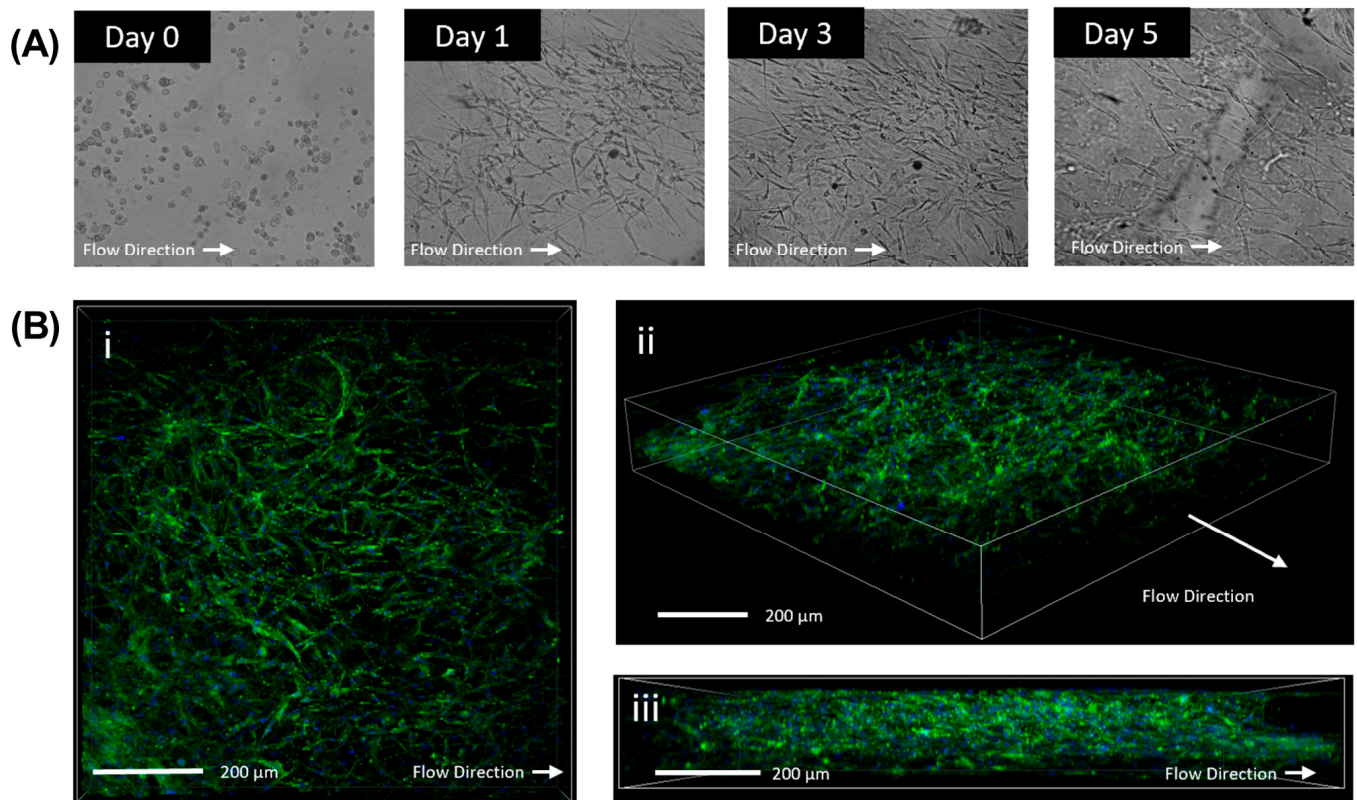 (A)
Day 0
Day 1
Day 3
Day 5
Flow Direction
Flow Direction
Flow Direction
Flow Direction
(B)
i
200 µm
Flow Direction
ii
200 µm
Flow Direction
iii
200 µm
Flow Direction